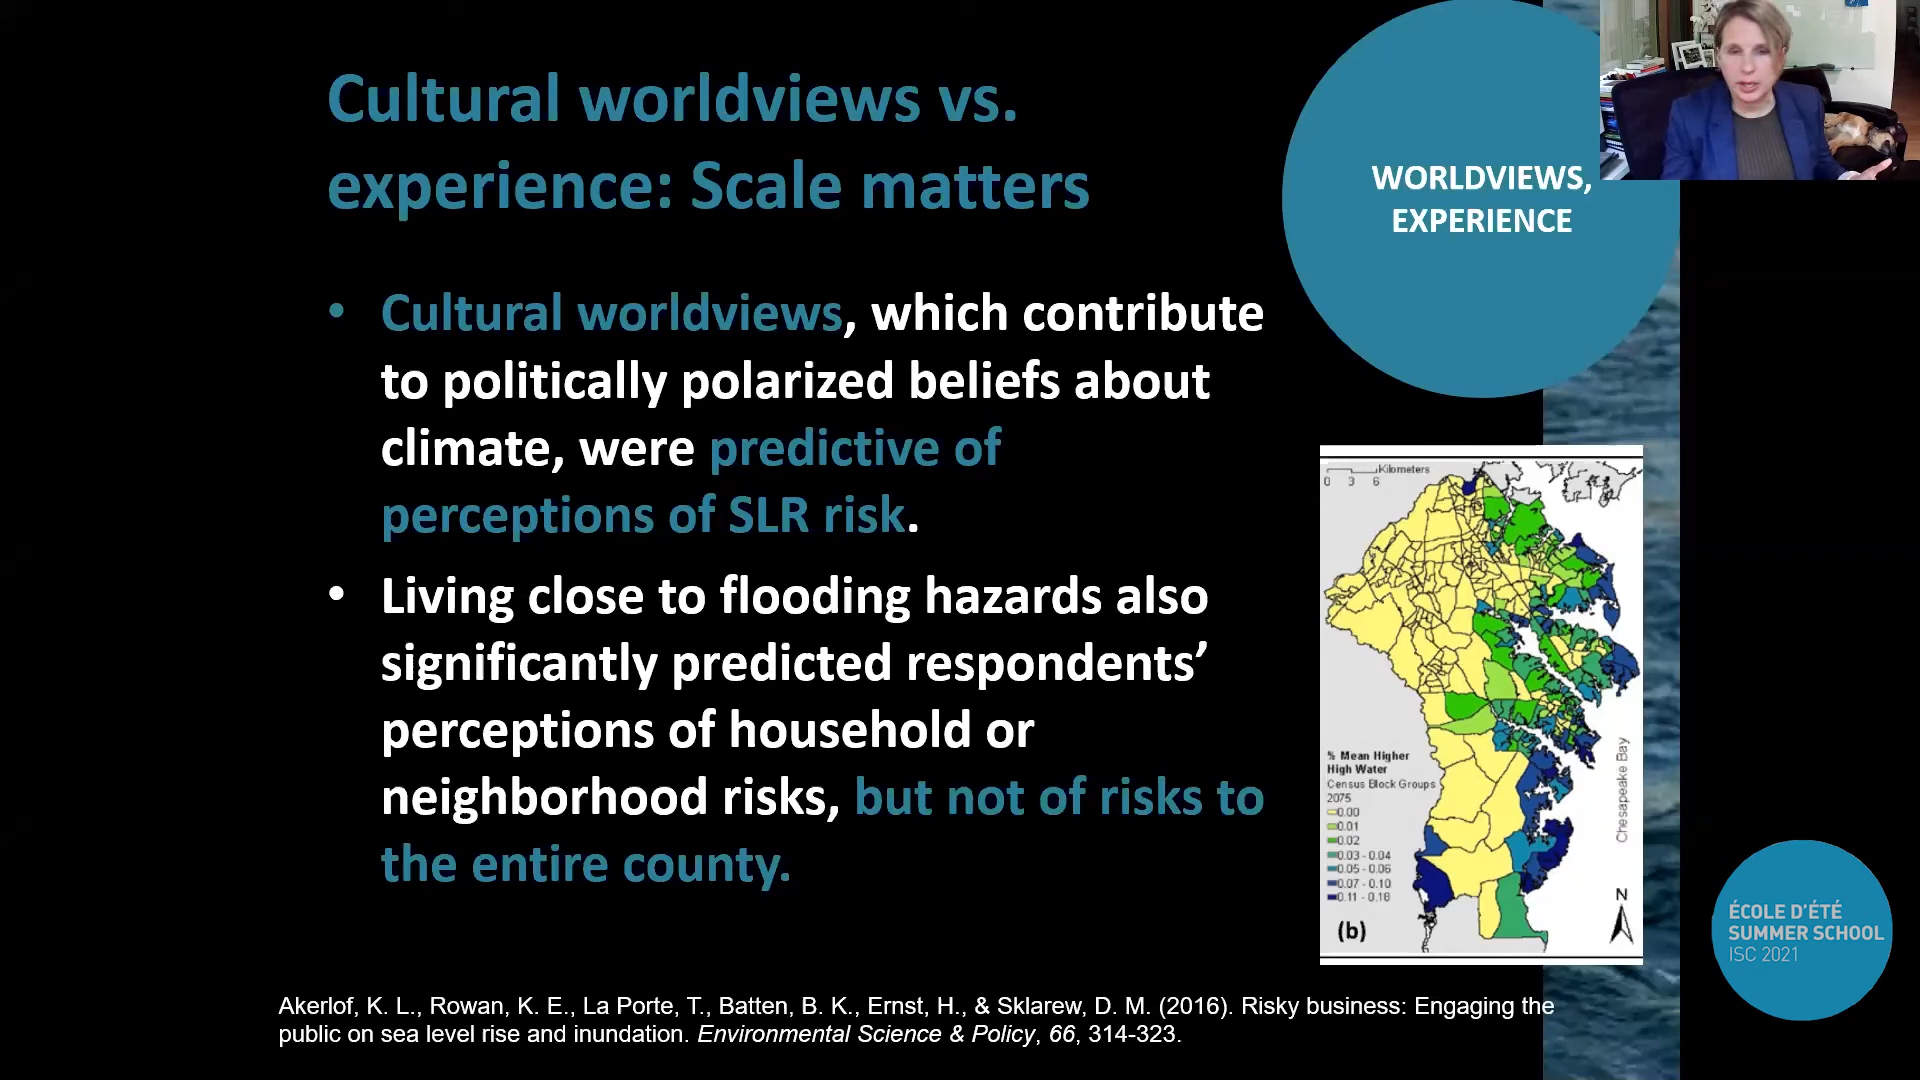 Cultural worldviews vs.
experience: Scale matters
WORLDVIEWS,
EXPERIENCE
• Cultural worldviews, which contribute
to politically polarized beliefs about
climate, were predictive of
perceptions of SLR risk.
• Living close to flooding hazards also
significantly predicted respondents’
perceptions of household or
neighborhood risks, but not of risks to
the entire county.
Kilometers
0 3 6
% Mean Higher
High Water
Census Block Groups
2075
0.00
0.01
0.02
0.03 - 0.04
0.05 - 0.06
0.07 - 0.10
0.11 - 0.18
(b)
Chesapeake Bay
N
ÉCOLE D'ÉTÉ
SUMMER SCHOOL
ISC 2021
Akerlof, K. L., Rowan, K. E., La Porte, T., Batten, B. K., Ernst, H., & Sklarew, D. M. (2016). Risky business: Engaging the
public on sea level rise and inundation. Environmental Science & Policy, 66, 314-323.